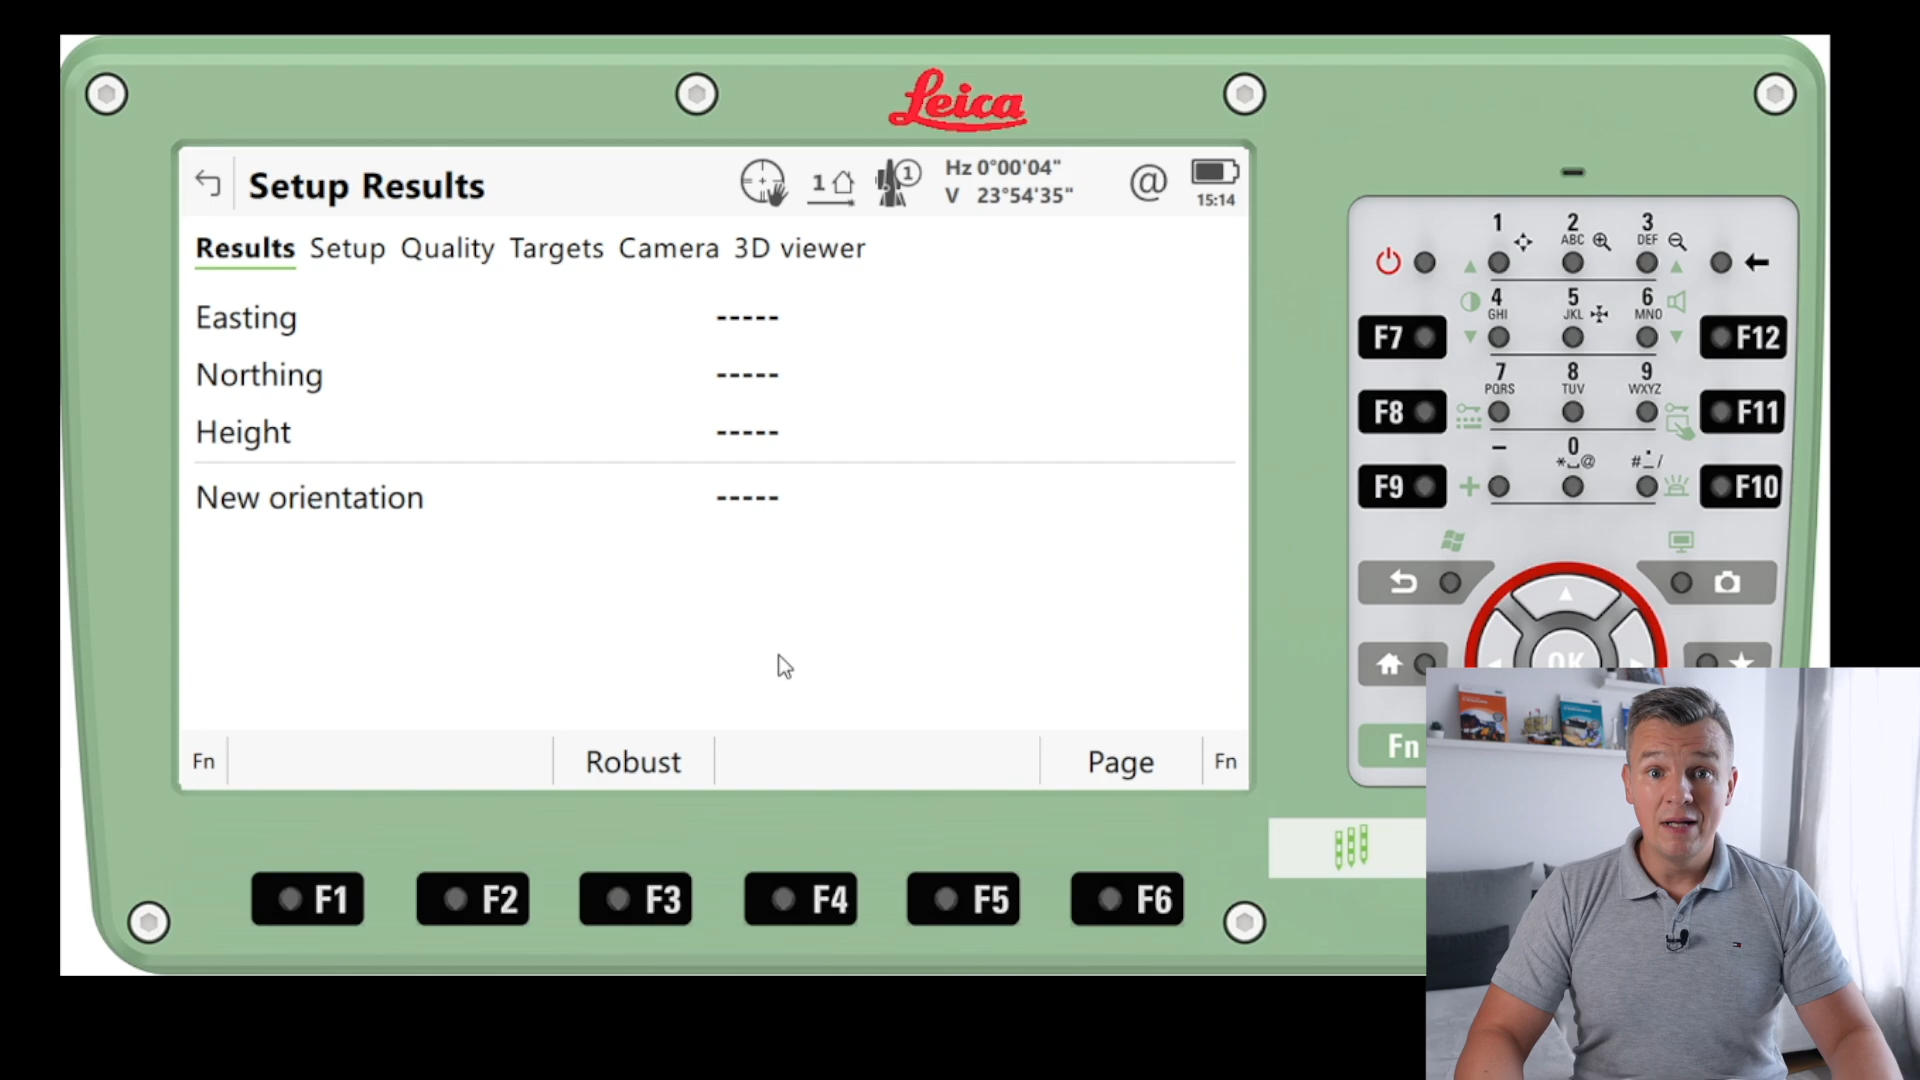 Leica
Setup Results
1
1
Hz 0°00'04"
V 23°54'35"
@
15:14
Results Setup Quality Targets Camera 3D viewer
Easting -----
Northing -----
Height -----
New orientation -----
Fn Robust Page Fn
F1 F2 F3 F4 F5 F6
1 2 ABC 3 DEF
4 GHI 5 JKL 6 MNO
F7 F12
7 PQRS 8 TUV 9 WXYZ
F8 F11
- 0 *␣@ #./
F9 + F10
OK
Fn